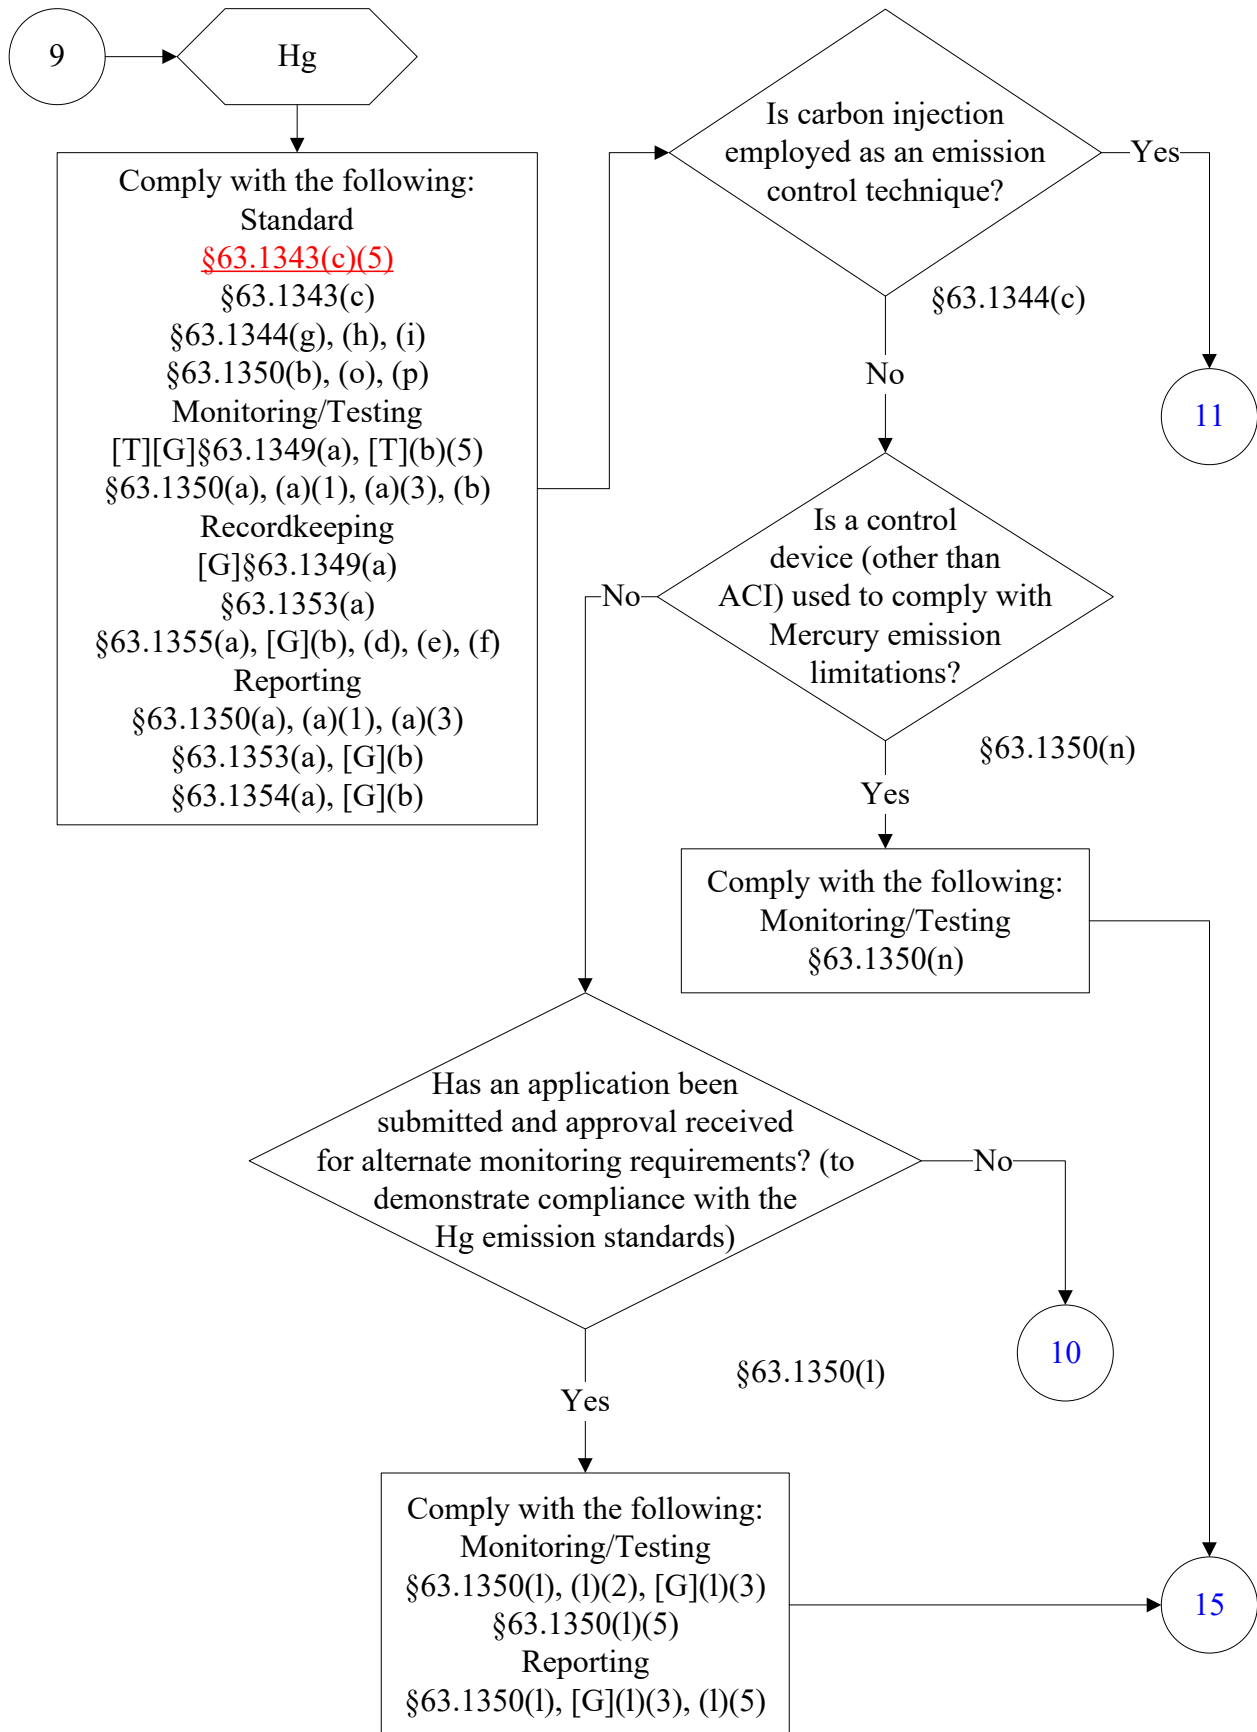 9
Hg
Comply with the following:
Standard
§63.1343(c)(5)
§63.1343(c)
§63.1344(g), (h), (i)
§63.1350(b), (o), (p)
Monitoring/Testing
[T][G]§63.1349(a), [T](b)(5)
§63.1350(a), (a)(1), (a)(3), (b)
Recordkeeping
[G]§63.1349(a)
§63.1353(a)
§63.1355(a), [G](b), (d), (e), (f)
Reporting
§63.1350(a), (a)(1), (a)(3)
§63.1353(a), [G](b)
§63.1354(a), [G](b)
Is carbon injection
employed as an emission
control technique?
Yes
§63.1344(c)
11
No
Is a control
device (other than
ACI) used to comply with
Mercury emission
limitations?
No
§63.1350(n)
Yes
Comply with the following:
Monitoring/Testing
§63.1350(n)
Has an application been
submitted and approval received
for alternate monitoring requirements? (to
demonstrate compliance with the
Hg emission standards)
No
10
§63.1350(l)
Yes
Comply with the following:
Monitoring/Testing
§63.1350(l), (l)(2), [G](l)(3)
§63.1350(l)(5)
Reporting
§63.1350(l), [G](l)(3), (l)(5)
15